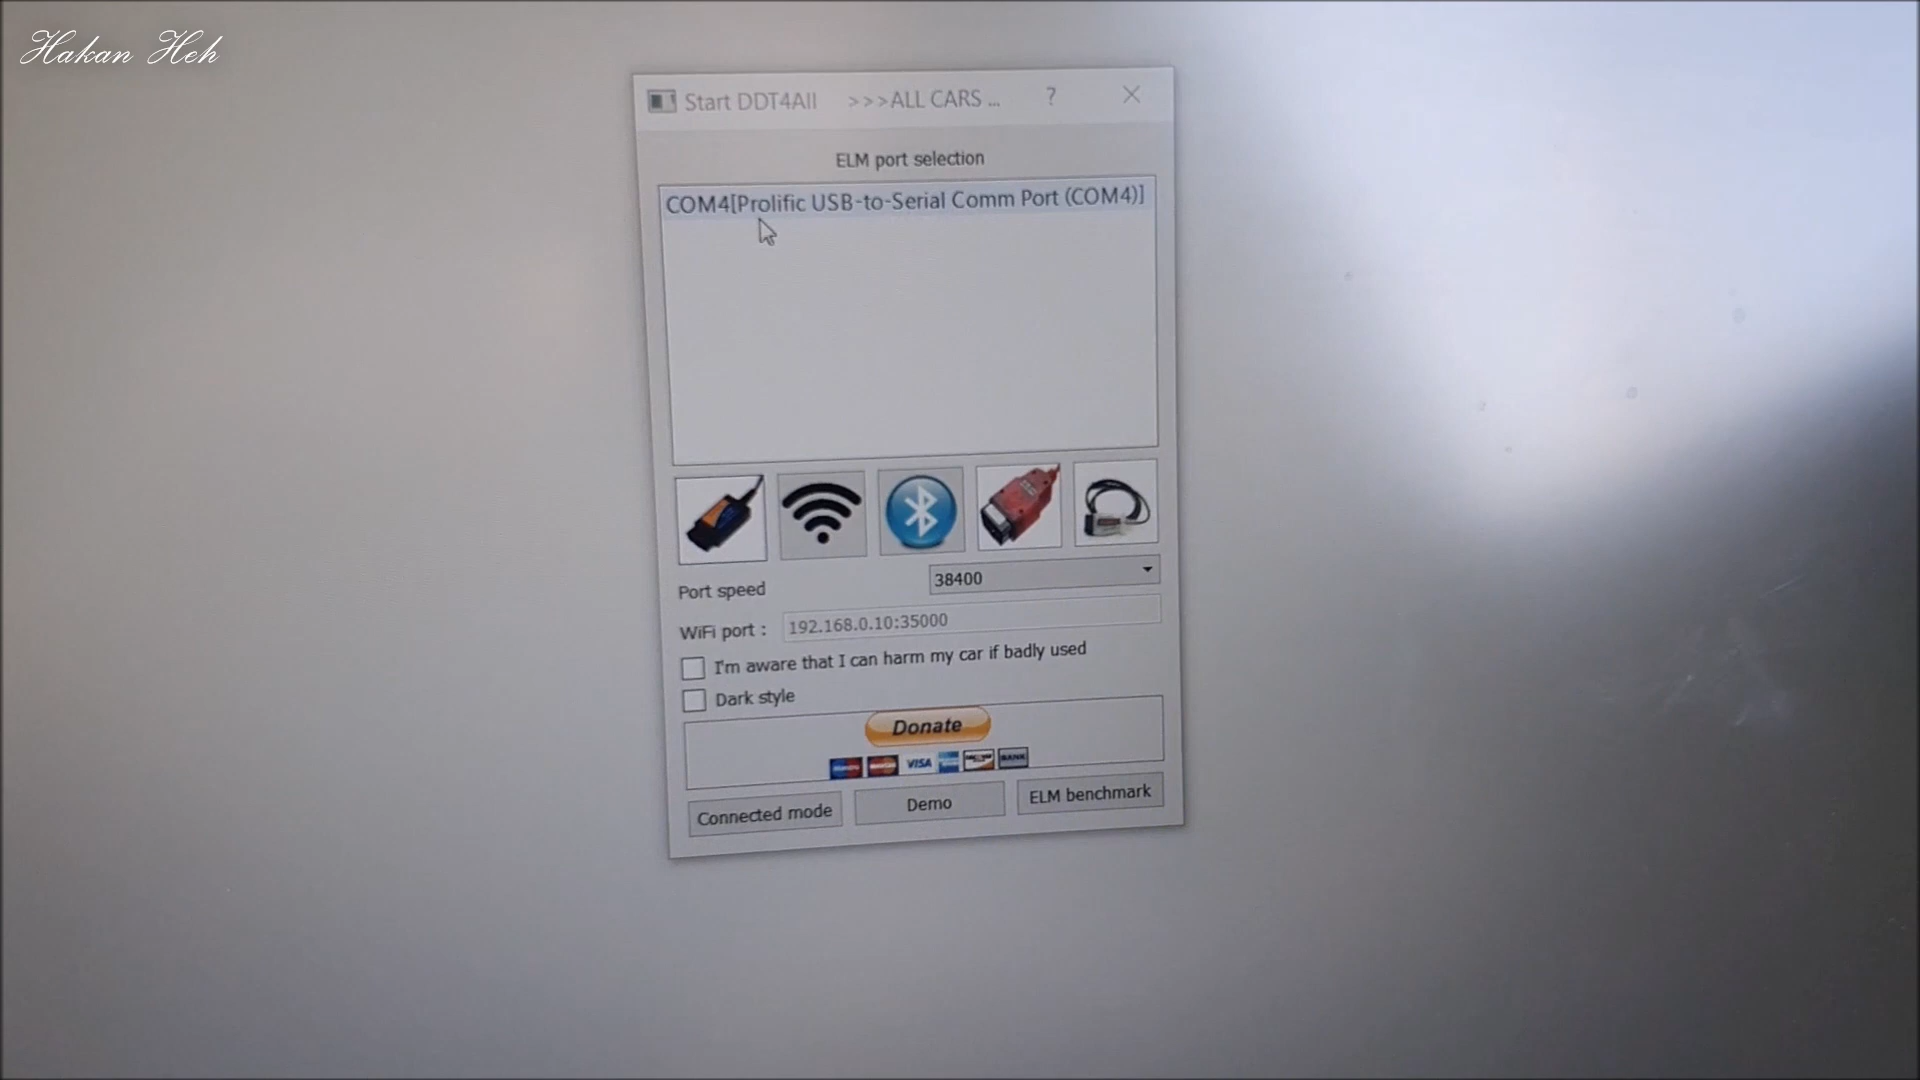 Hakan Heh
Start DDT4All >>>ALL CARS ... ?
ELM port selection
COM4[Prolific USB-to-Serial Comm Port (COM4)]
Port speed 38400
WiFi port : 192.168.0.10:35000
I'm aware that I can harm my car if badly used
Dark style
Donate
VISA BANK
Connected mode Demo ELM benchmark